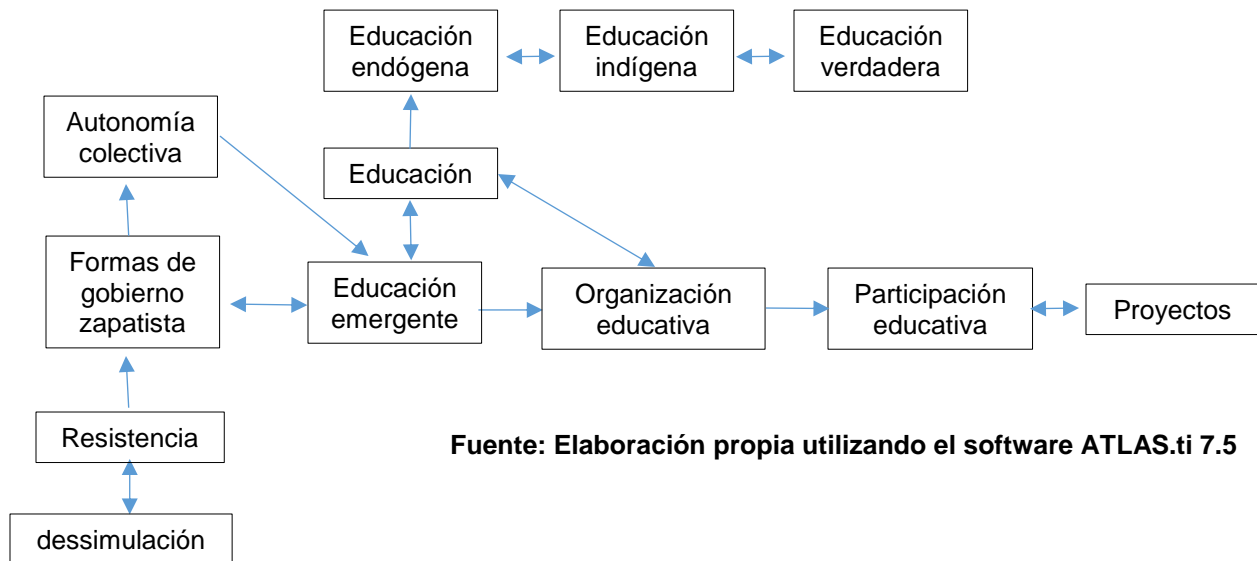 Educación
endógena
Educación
indígena
Educación
verdadera
Autonomía
colectiva
Educación
Formas de
gobierno
zapatista
Educación
emergente
Organización
educativa
Participación
educativa
Proyectos
Resistencia
Fuente: Elaboración propia utilizando el software ATLAS.ti 7.5
dessimulación